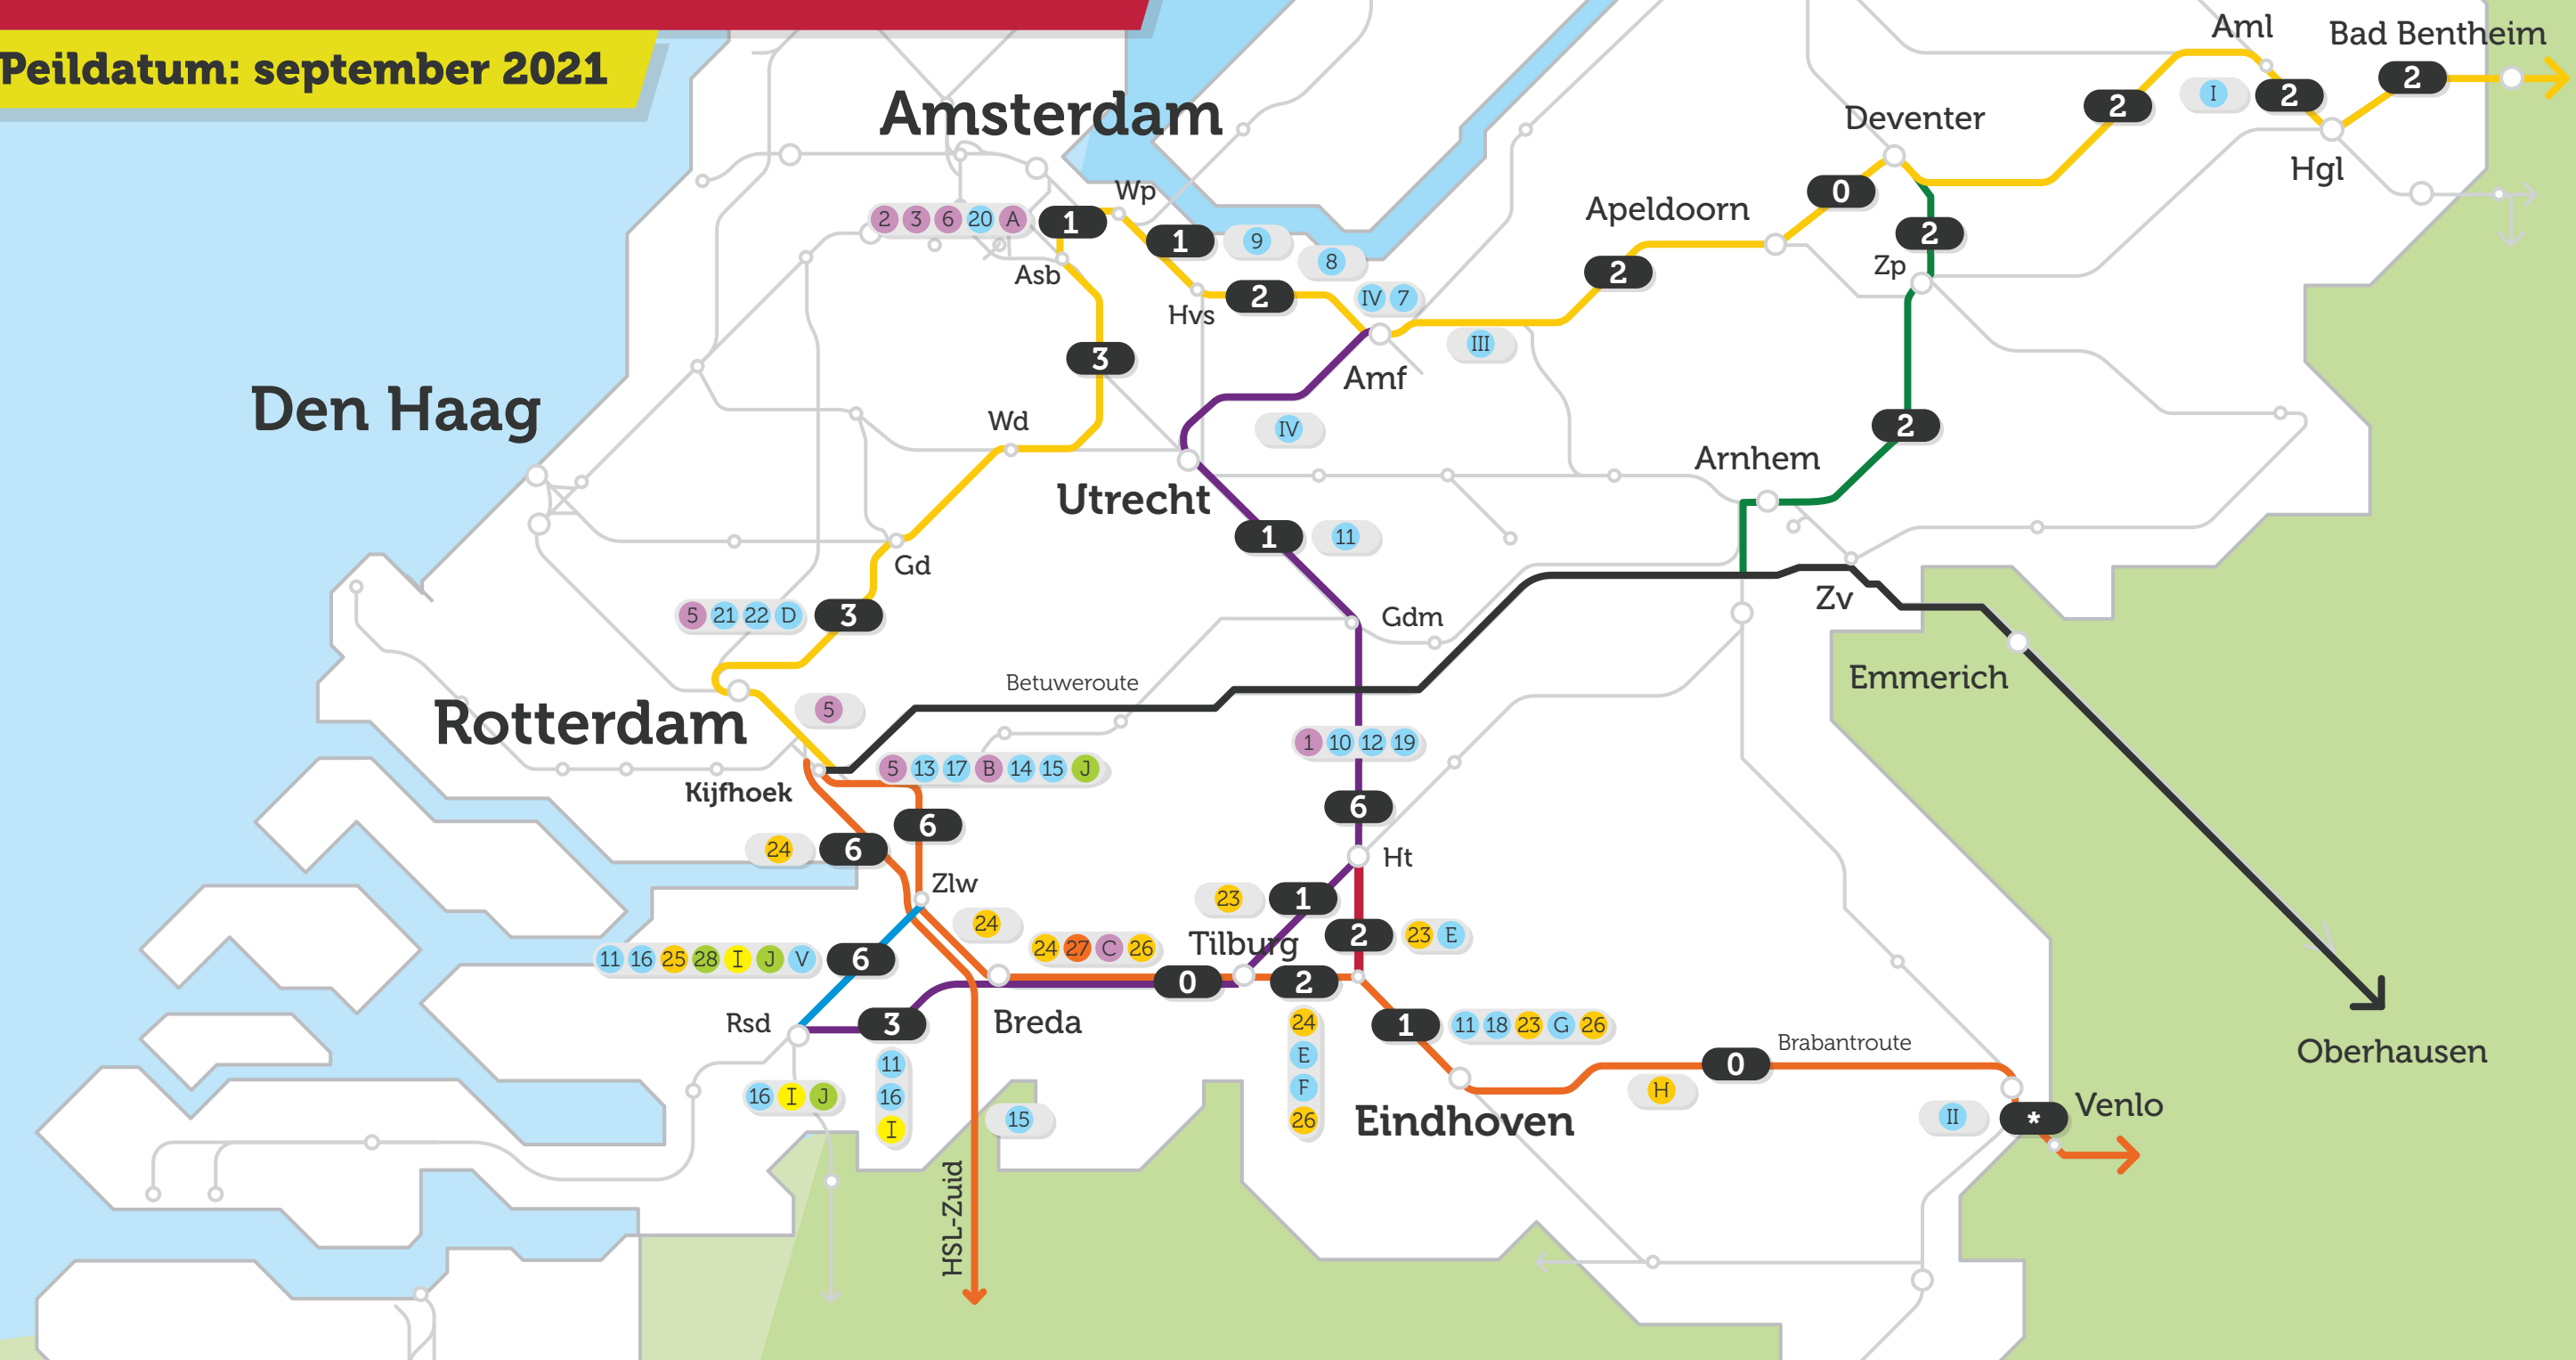 Peildatum: september 2021
Aml
Bad Bentheim
2
2
I
2
Hgl
Amsterdam
Deventer
2
Wp
0
Apeldoorn
2 3 6 20 A
1
1
9
2
Asb
8
Zp
2
Hvs
2
IV 7
III
3
Amf
Den Haag
Wd
IV
2
Arnhem
Utrecht
1
11
Gd
5 21 22 D
3
Gdm
Zv
Emmerich
Betuweroute
5
Rotterdam
1 10 12 19
5 13 17 B 14 15 J
Kijfhoek
6
6
24
6
Ht
Zlw
23
1
24
24 27 C 26
Tilburg
2
23 E
11 16 25 28 I J V
6
0
2
Rsd
3
Breda
24
E
F
26
1
11 18 23 G 26
Brabantroute
Oberhausen
0
11
16
I
16 I J
H
15
Eindhoven
II
*
Venlo
HSL-Zuid